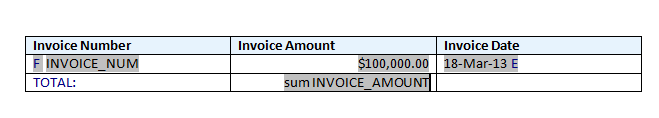 Invoice Number Invoice Amount Invoice Date
F INVOICE_NUM $100,000.00 18-Mar-13 E
TOTAL: sum INVOICE_AMOUNT